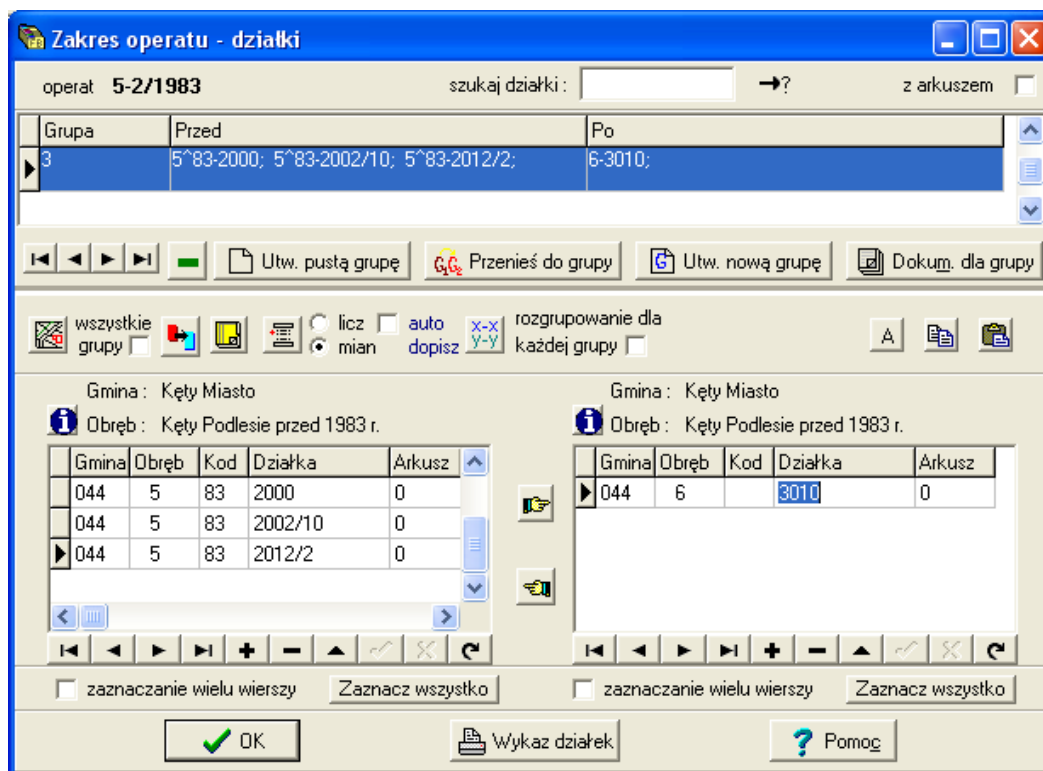 Zakres operatu - działki
operat 5-2/1983 szukaj działki : →? z arkuszem
Grupa Przed Po
3 5^83-2000; 5^83-2002/10; 5^83-2012/2; 6-3010;
Utw. pustą grupę G1G2 Przenieś do grupy G Utw. nową grupę Dokum. dla grupy
wszystkie grupy licz auto x-x rozgrupowanie dla
mian dopisz y-y każdej grupy A
Gmina : Kęty Miasto Gmina : Kęty Miasto
Obręb : Kęty Podlesie przed 1983 r. Obręb : Kęty Podlesie przed 1983 r.
Gmina Obręb Kod Działka Arkusz Gmina Obręb Kod Działka Arkusz
044 5 83 2000 0 044 6 3010 0
044 5 83 2002/10 0
044 5 83 2012/2 0
zaznaczanie wielu wierszy Zaznacz wszystko zaznaczanie wielu wierszy Zaznacz wszystko
OK Wykaz działek ? Pomoc